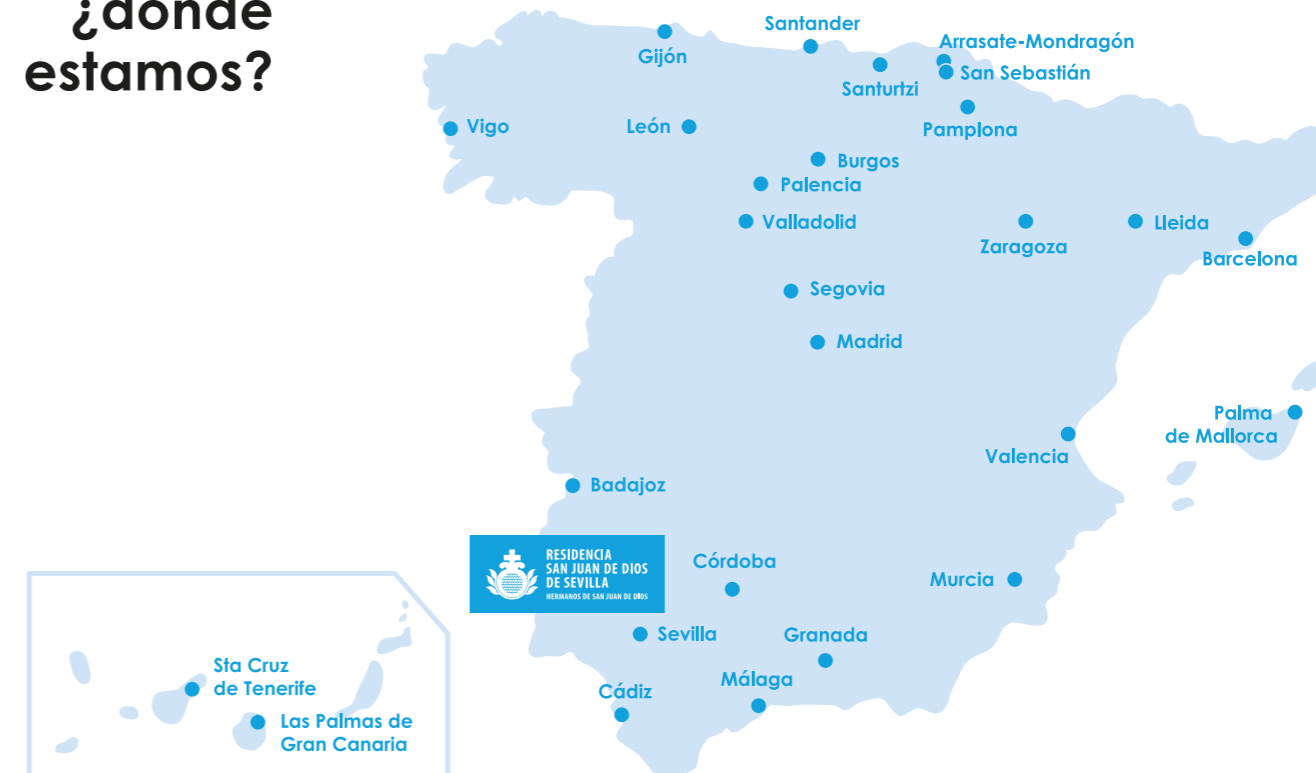 ¿dónde
estamos?
Santander
Gijón
Arrasate-Mondragón
San Sebastián
Santurtzi
Vigo
León
Pamplona
Burgos
Palencia
Valladolid
Zaragoza
Lleida
Barcelona
Segovia
Madrid
Palma
de Mallorca
Valencia
Badajoz
RESIDENCIA
SAN JUAN DE DIOS
DE SEVILLA
HERMANOS DE SAN JUAN DE DIOS
Córdoba
Murcia
Sevilla
Granada
Málaga
Cádiz
Sta Cruz
de Tenerife
Las Palmas de
Gran Canaria